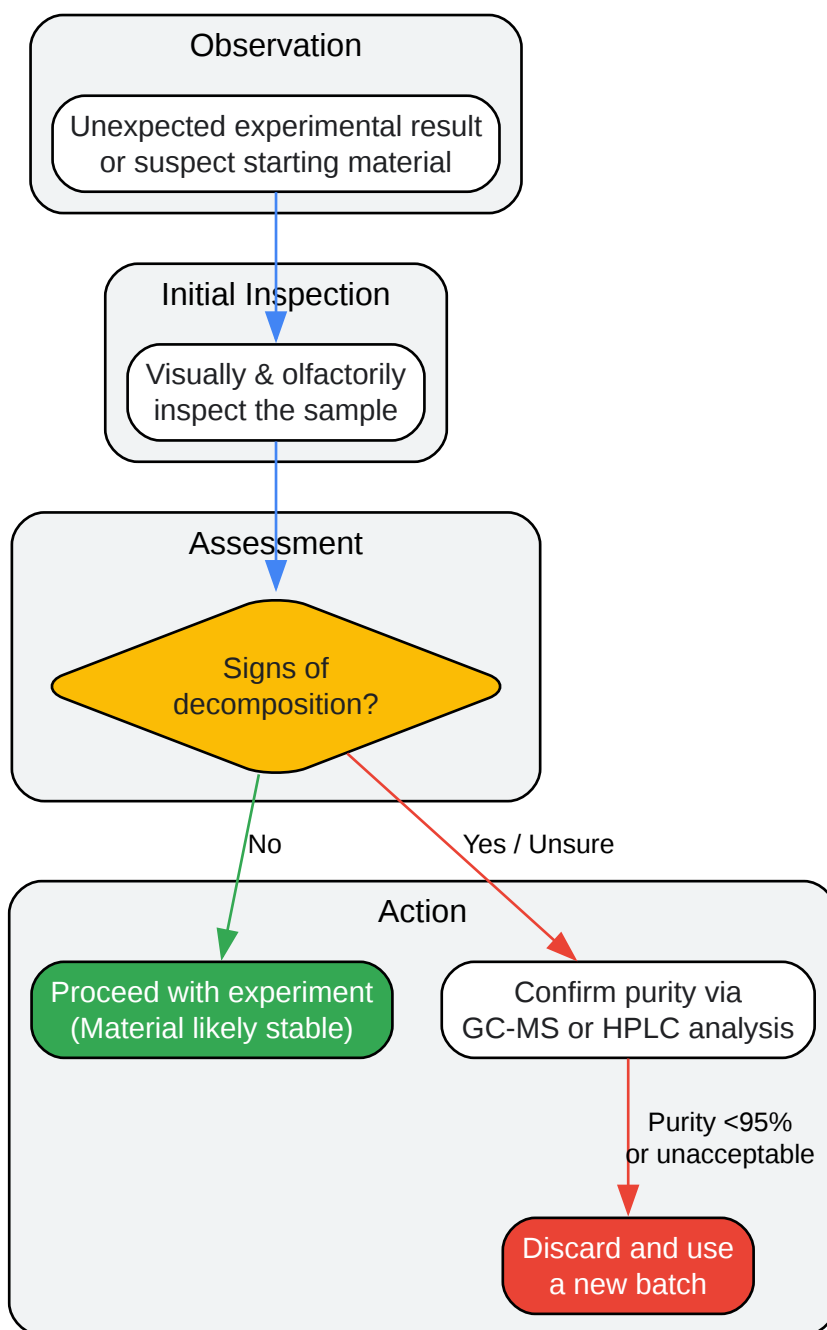 Observation
Unexpected experimental result
or suspect starting material
Initial Inspection
Visually & olfactorily
inspect the sample
Assessment
Signs of
decomposition?
No
Yes / Unsure
Action
Proceed with experiment
(Material likely stable)
Confirm purity via
GC-MS or HPLC analysis
Purity <95%
or unacceptable
Discard and use
a new batch